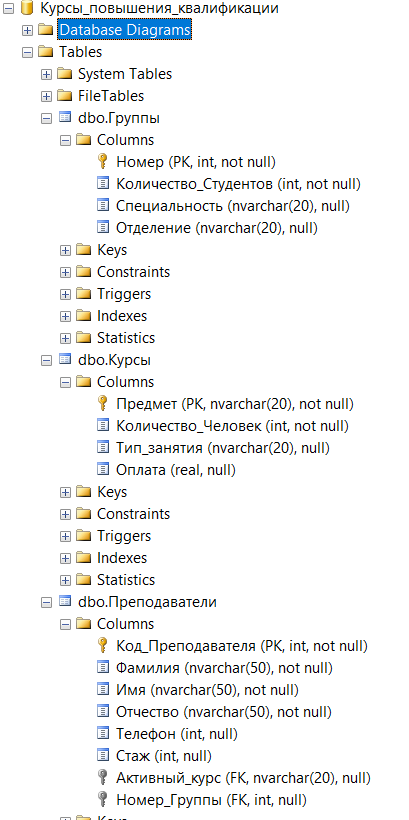 Курсы_повышения_квалификации
Database Diagrams
Tables
System Tables
FileTables
dbo.Группы
Columns
Номер (PK, int, not null)
Количество_Студентов (int, not null)
Специальность (nvarchar(20), null)
Отделение (nvarchar(20), null)
Keys
Constraints
Triggers
Indexes
Statistics
dbo.Курсы
Columns
Предмет (PK, nvarchar(20), not null)
Количество_Человек (int, not null)
Тип_занятия (nvarchar(20), null)
Оплата (real, null)
Keys
Constraints
Triggers
Indexes
Statistics
dbo.Преподаватели
Columns
Код_Преподавателя (PK, int, not null)
Фамилия (nvarchar(50), not null)
Имя (nvarchar(50), not null)
Отчество (nvarchar(50), not null)
Телефон (int, null)
Стаж (int, null)
Активный_курс (FK, nvarchar(20), null)
Номер_Группы (FK, int, null)
Keys